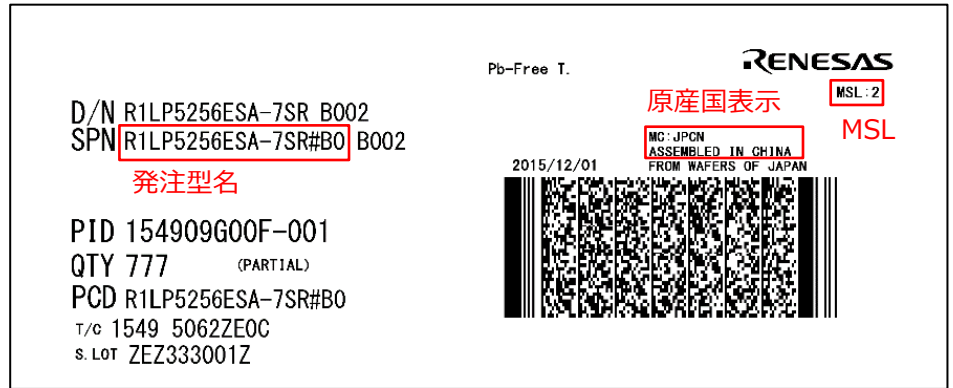 RENESAS
Pb-Free T.
MSL:2
原産国表示
MSL
D/N R1LP5256ESA-7SR B002
SPN R1LP5256ESA-7SR#B0 B002
MC:JPCN
ASSEMBLED IN CHINA
2015/12/01 FROM WAFERS OF JAPAN
発注型名
PID 154909G00F-001
QTY 777 (PARTIAL)
PCD R1LP5256ESA-7SR#B0
T/C 1549 5062ZE0C
S.LOT ZEZ333001Z